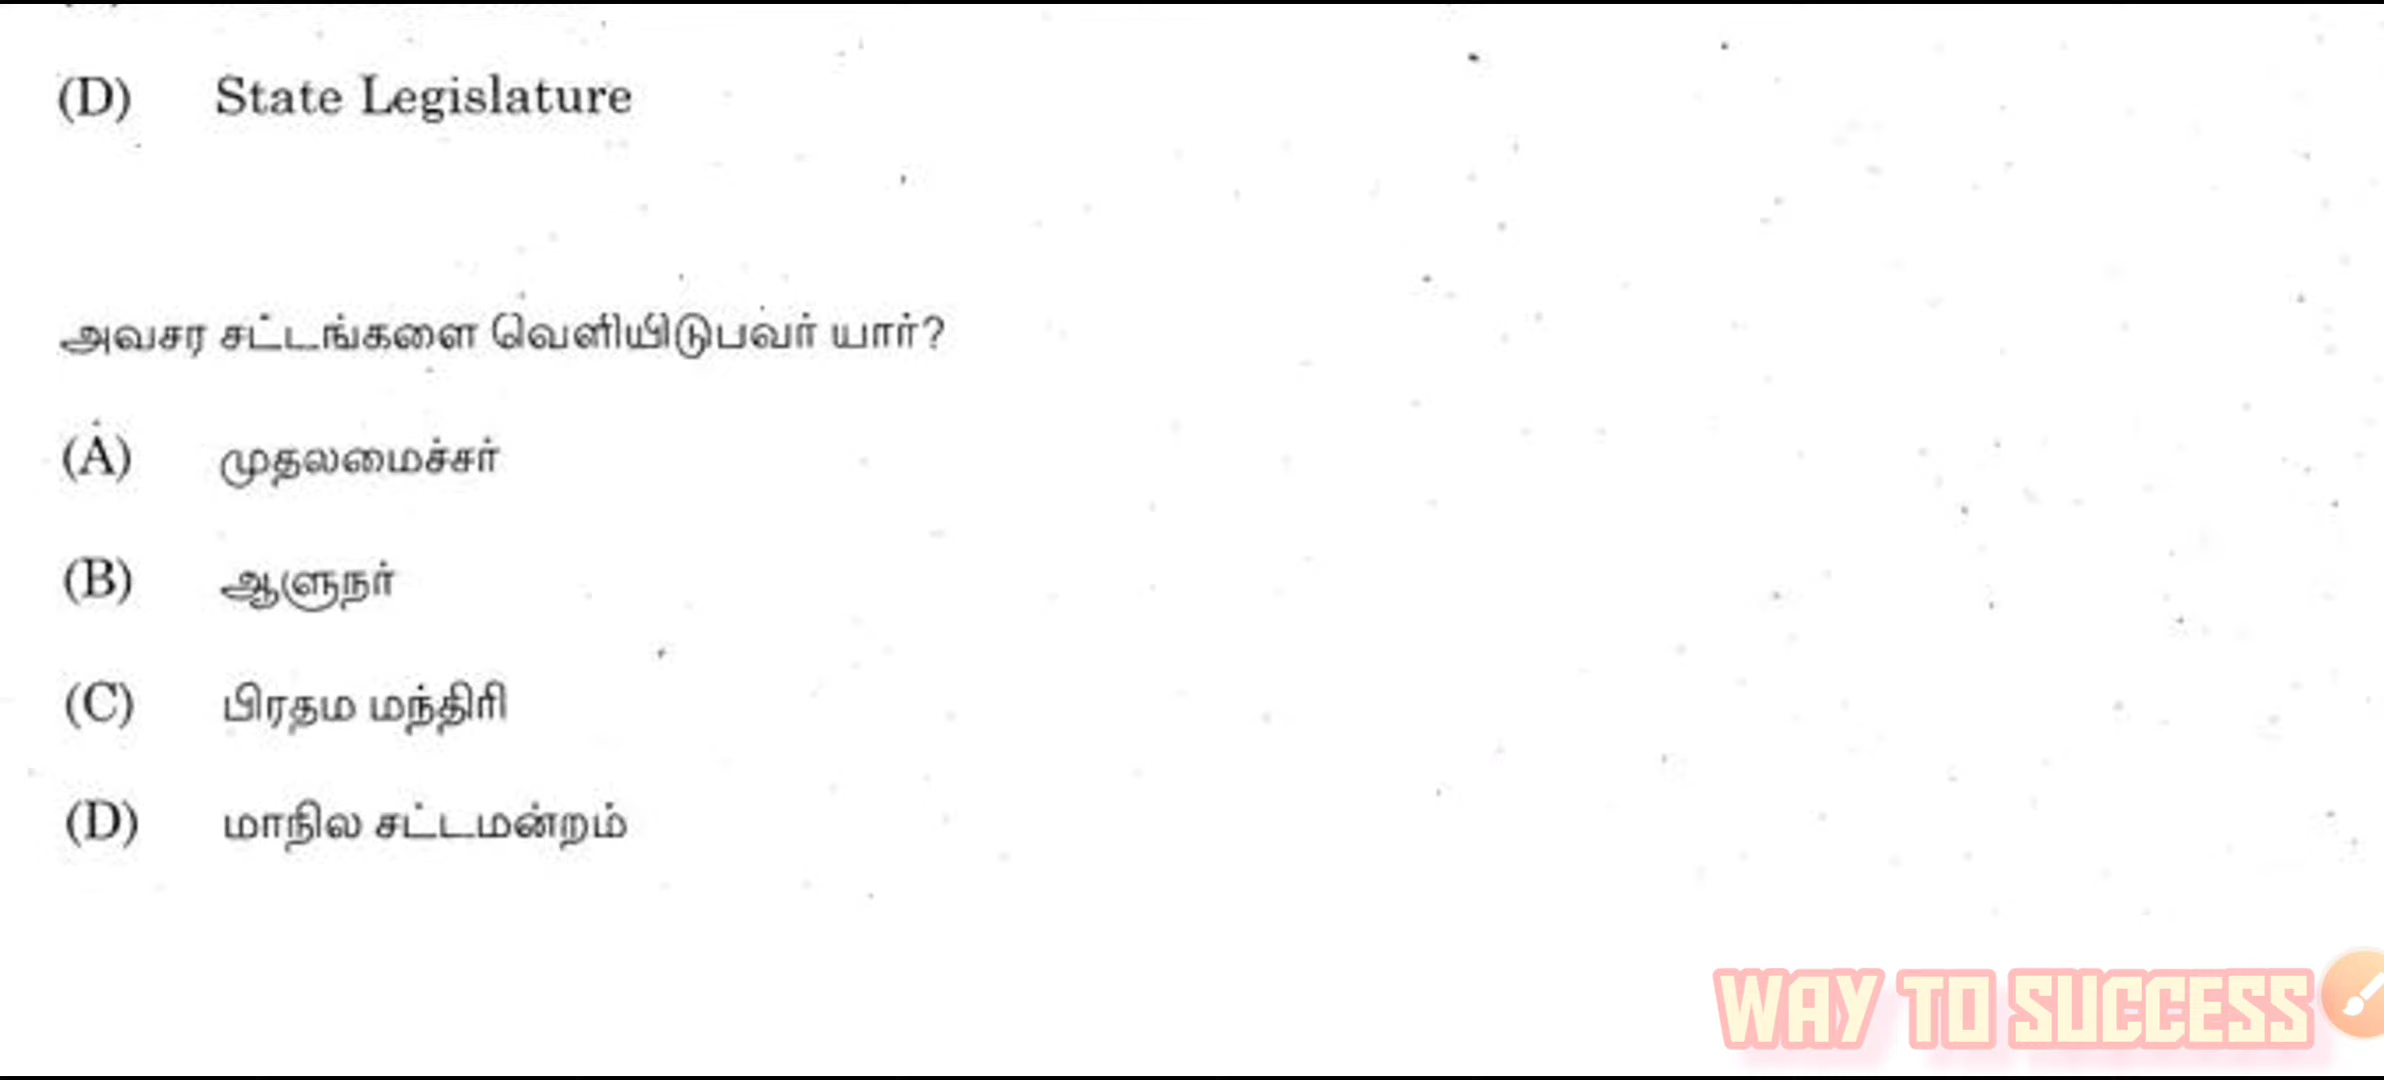 (D) State Legislature
அவசர சட்டங்களை வெளியிடுபவர் யார்?
(A) முதலமைச்சர்
(B) ஆளுநர்
(C) பிரதம மந்திரி
(D) மாநில சட்டமன்றம்
WAY TO SUCCESS